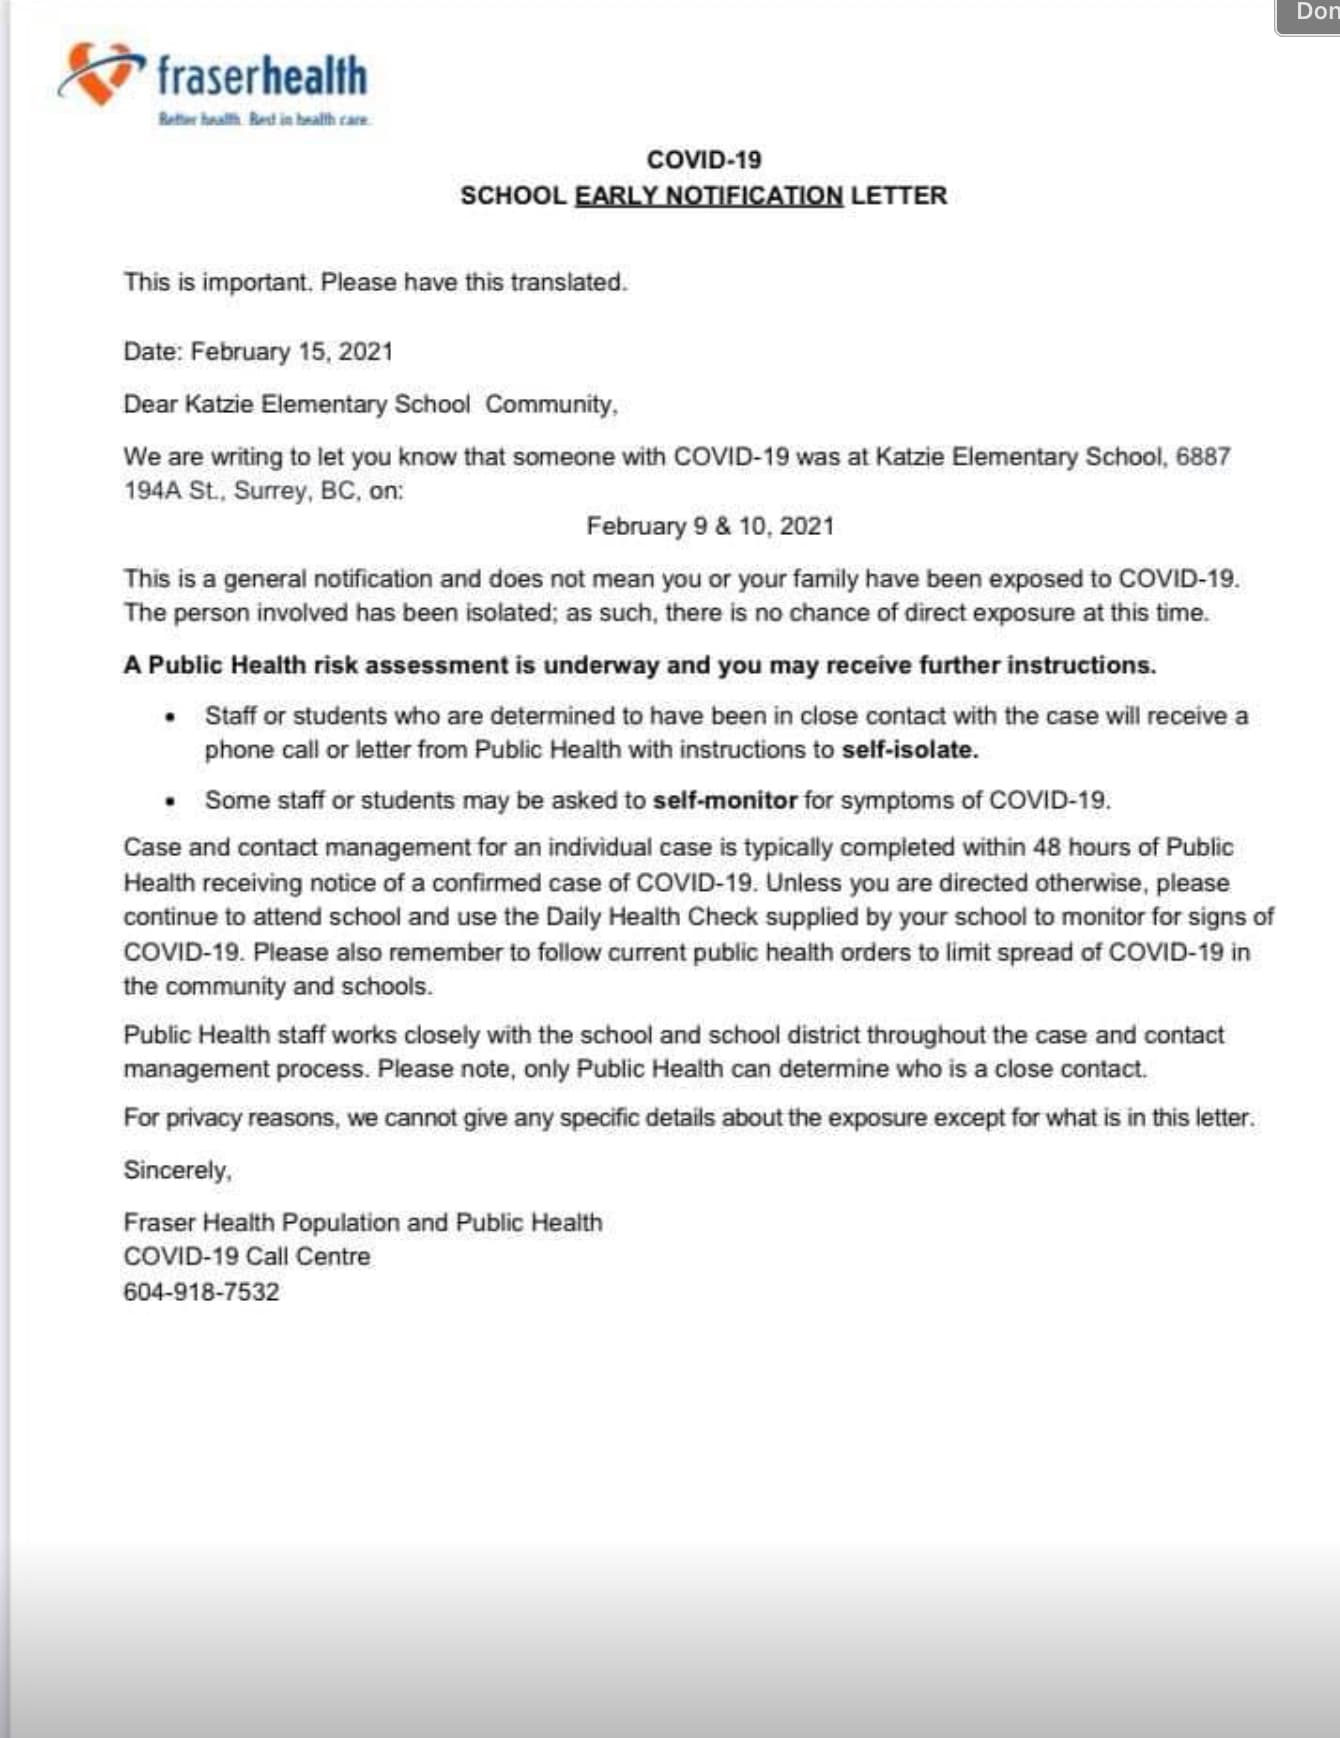 Don
fraserhealth
Better health. Best in health care.
COVID-19
SCHOOL EARLY NOTIFICATION LETTER
This is important. Please have this translated.
Date: February 15, 2021
Dear Katzie Elementary School Community,
We are writing to let you know that someone with COVID-19 was at Katzie Elementary School, 6887
194A St., Surrey, BC, on:
February 9 & 10, 2021
This is a general notification and does not mean you or your family have been exposed to COVID-19.
The person involved has been isolated; as such, there is no chance of direct exposure at this time.
A Public Health risk assessment is underway and you may receive further instructions.
• Staff or students who are determined to have been in close contact with the case will receive a
phone call or letter from Public Health with instructions to self-isolate.
• Some staff or students may be asked to self-monitor for symptoms of COVID-19.
Case and contact management for an individual case is typically completed within 48 hours of Public
Health receiving notice of a confirmed case of COVID-19. Unless you are directed otherwise, please
continue to attend school and use the Daily Health Check supplied by your school to monitor for signs of
COVID-19. Please also remember to follow current public health orders to limit spread of COVID-19 in
the community and schools.
Public Health staff works closely with the school and school district throughout the case and contact
management process. Please note, only Public Health can determine who is a close contact.
For privacy reasons, we cannot give any specific details about the exposure except for what is in this letter.
Sincerely,
Fraser Health Population and Public Health
COVID-19 Call Centre
604-918-7532